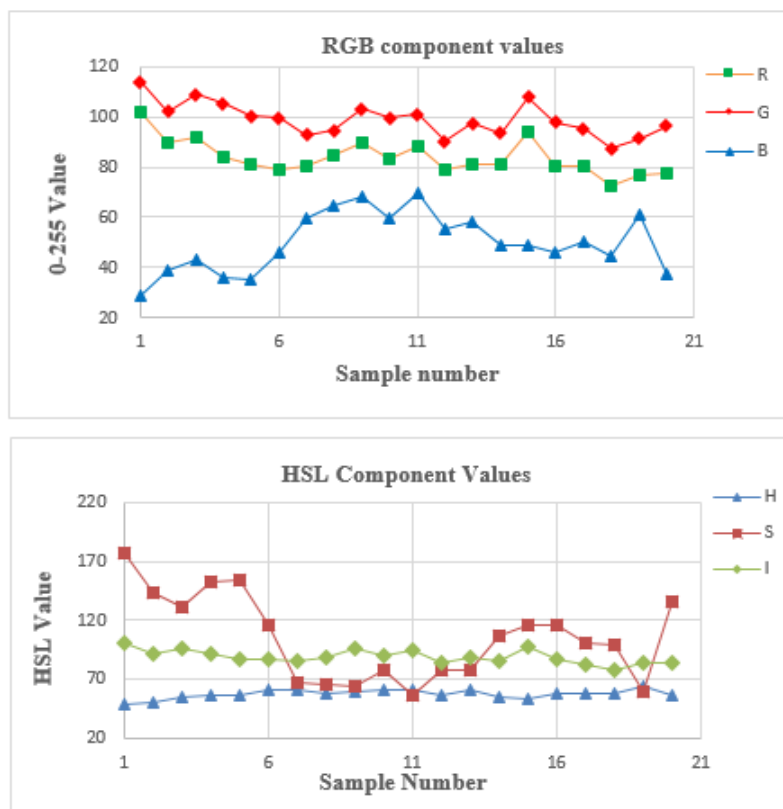 RGB component values
120
100
80
60
40
20
0-255 Value
1 6 11 16 21
Sample number
R
G
B
HSL Component Values
220
170
120
70
20
HSL Value
1 6 11 16 21
Sample Number
H
S
I